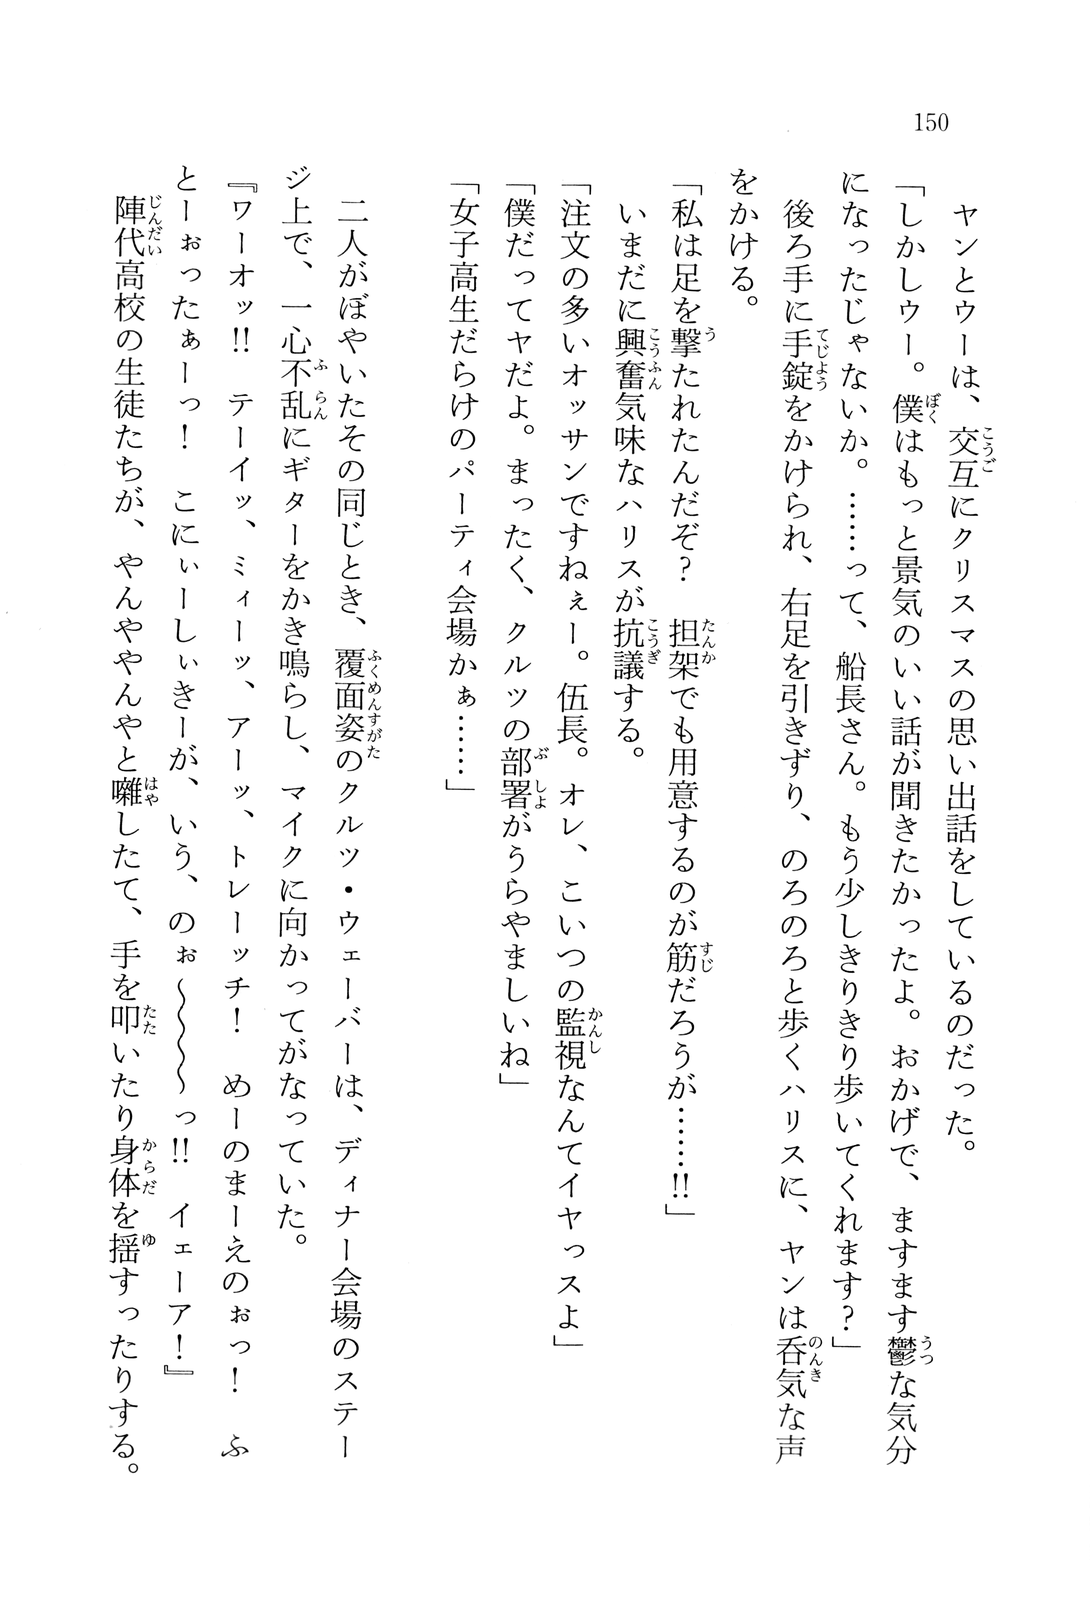 150
ヤンとウーは、交互にクリスマスの思い出話をしているのだった。
「しかしウー。僕はもっと景気のいい話が聞きたかったよ。おかげで、ますます鬱な気分
になったじゃないか。……って、船長さん。もう少しきりきり歩いてくれます？」
後ろ手に手錠をかけられ、右足を引きずり、のろのろと歩くハリスに、ヤンは呑気な声
をかける。
「私は足を撃たれたんだぞ？　担架でも用意するのが筋だろうが……!!」
いまだに興奮気味なハリスが抗議する。
「注文の多いオッサンですねぇー。伍長。オレ、こいつの監視なんてイヤっスよ」
「僕だってヤだよ。まったく、クルツの部署がうらやましいね」
「女子高生だらけのパーティ会場かぁ……」
二人がぼやいたその同じとき、覆面姿のクルツ・ウェーバーは、ディナー会場のステー
ジ上で、一心不乱にギターをかき鳴らし、マイクに向かってがなっていた。
『ワーオッ!!　テーイッ、ミィーッ、アーッ、トレーッチ！　めーのまーえのぉっ！　ふ
とーぉったぁーっ！　こにぃーしぃきーが、いう、のぉ〜〜〜〜っ!!　イェーア！』
陣代高校の生徒たちが、やんややんやと囃したて、手を叩いたり身体を揺すったりする。